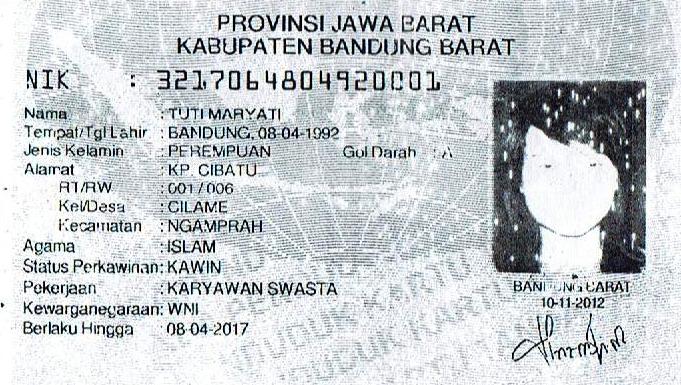 PROVINSI JAWA BARAT
KABUPATEN BANDUNG BARAT
NIK : 3217064804920001
Nama : TUTI MARYATI
Tempat/Tgl Lahir : BANDUNG, 08-04-1992
Jenis Kelamin : PEREMPUAN Gol Darah : A
Alamat : KP. CIBATU
RT/RW : 001/006
Kel/Desa : CILAME
Kecamatan : NGAMPRAH
Agama : ISLAM
Status Perkawinan: KAWIN
Pekerjaan : KARYAWAN SWASTA
Kewarganegaraan: WNI
Berlaku Hingga : 08-04-2017
BANDUNG BARAT
10-11-2012